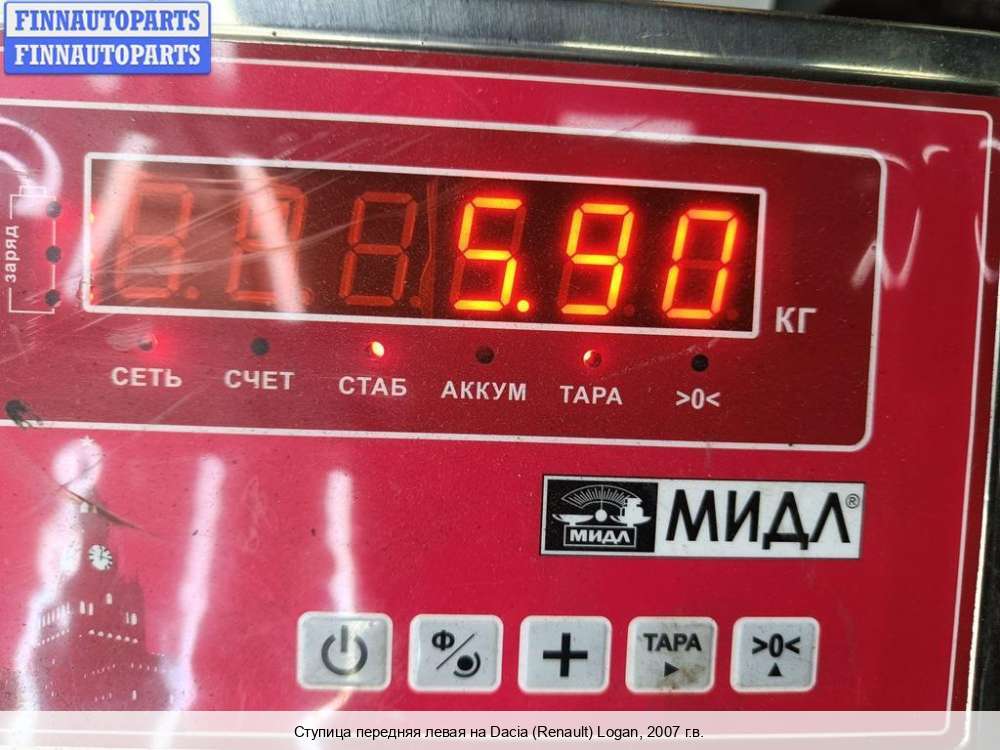 FINNAUTOPARTS
FINNAUTOPARTS
заряд
5.90
КГ
СЕТЬ СЧЕТ СТАБ АККУМ ТАРА >0<
МИДЛ МИДЛ®
Ф ТАРА >0<
Ступица передняя левая на Dacia (Renault) Logan, 2007 г.в.